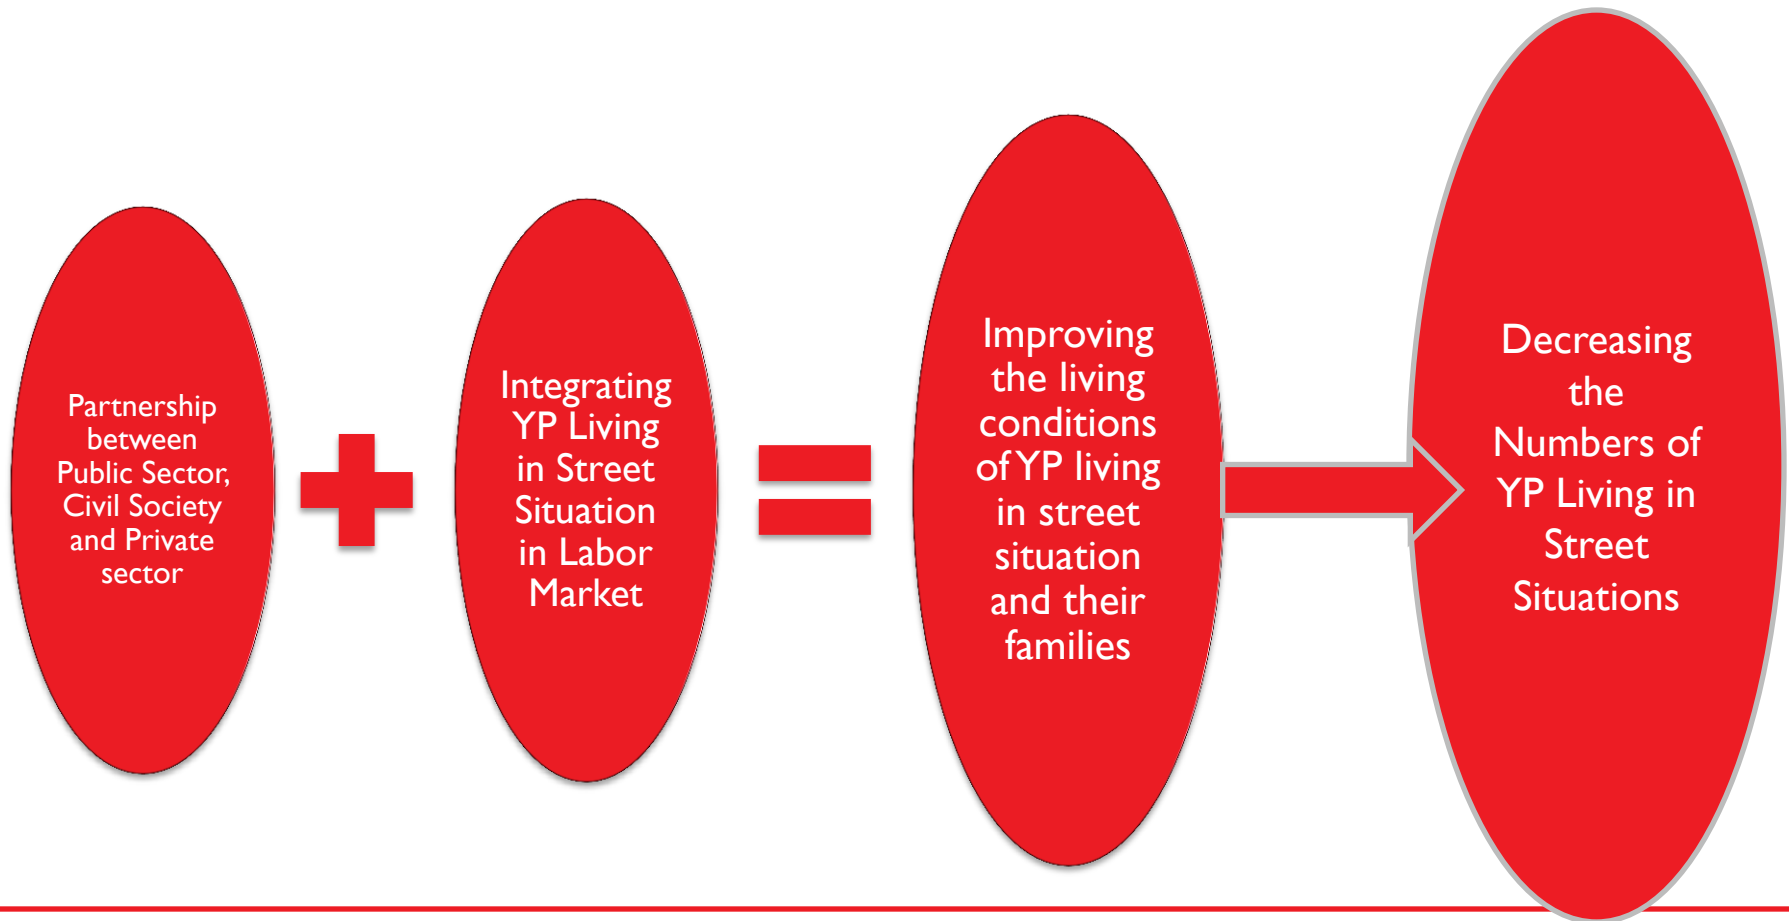 Partnership
between
Public Sector,
Civil Society
and Private
sector
Integrating
YP Living
in Street
Situation
in Labor
Market
Improving
the living
conditions
of YP living
in street
situation
and their
families
Decreasing
the
Numbers of
YP Living in
Street
Situations